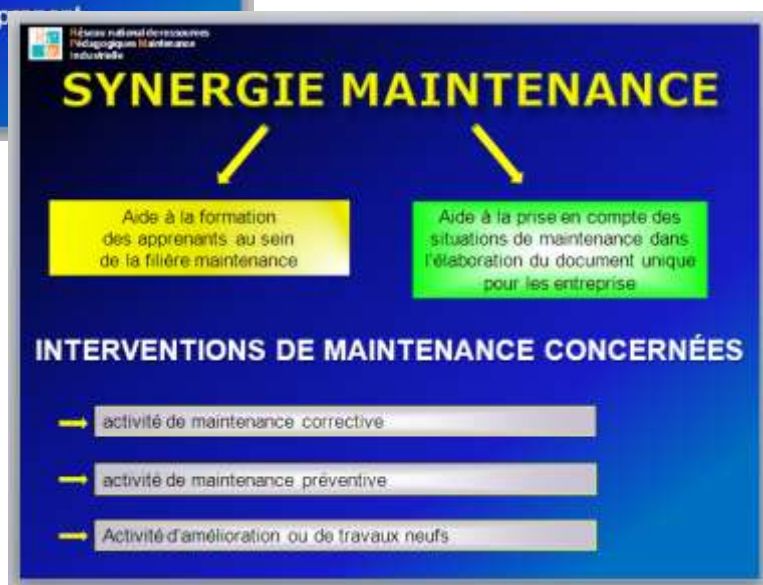 Réseau national de ressources
Pédagogiques Maintenance
Industrielle
SYNERGIE MAINTENANCE
Aide à la formation
des apprenants au sein
de la filière maintenance
Aide à la prise en compte des
situations de maintenance dans
l'élaboration du document unique
pour les entreprise
INTERVENTIONS DE MAINTENANCE CONCERNÉES
activité de maintenance corrective
activité de maintenance préventive
Activité d'amélioration ou de travaux neufs